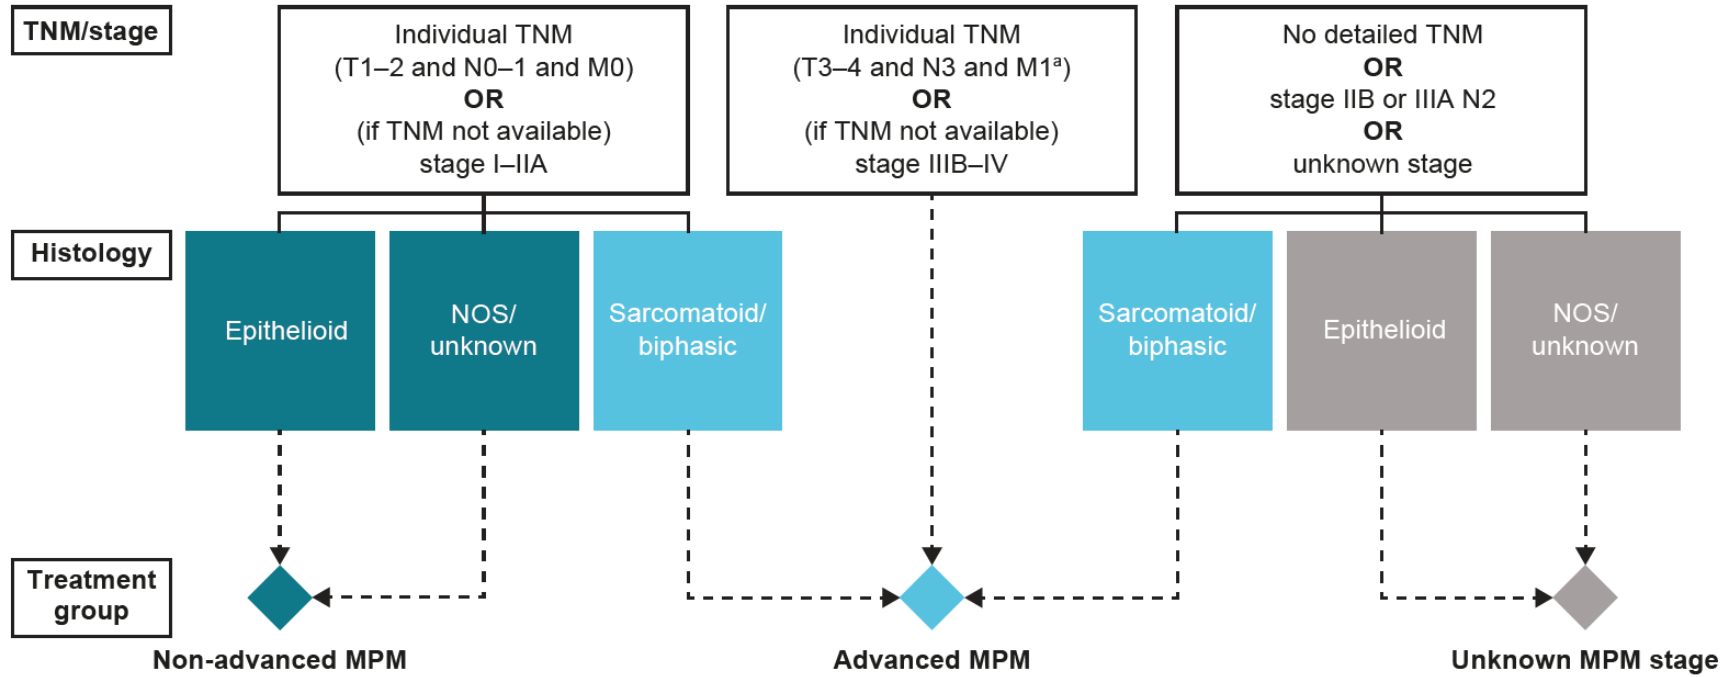 TNM/stage
Individual TNM
(T1–2 and N0–1 and M0)
OR
(if TNM not available)
stage I–IIA
Individual TNM
(T3–4 and N3 and M1ᵃ)
OR
(if TNM not available)
stage IIIB–IV
No detailed TNM
OR
stage IIB or IIIA N2
OR
unknown stage
Histology
Epithelioid
NOS/
unknown
Sarcomatoid/
biphasic
Sarcomatoid/
biphasic
Epithelioid
NOS/
unknown
Treatment
group
Non-advanced MPM
Advanced MPM
Unknown MPM stage